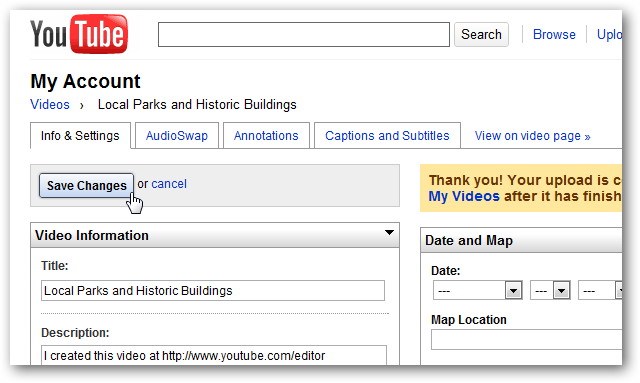 YouTube
Search
Browse
My Account
Videos › Local Parks and Historic Buildings
Info & Settings
AudioSwap
Annotations
Captions and Subtitles
View on video page »
Save Changes or cancel
Thank you! Your upload is
My Videos after it has
Video Information
Title:
Local Parks and Historic Buildings
Description:
I created this video at http://www.youtube.com/editor
Date and Map
Date:
---
---
---
Map Location